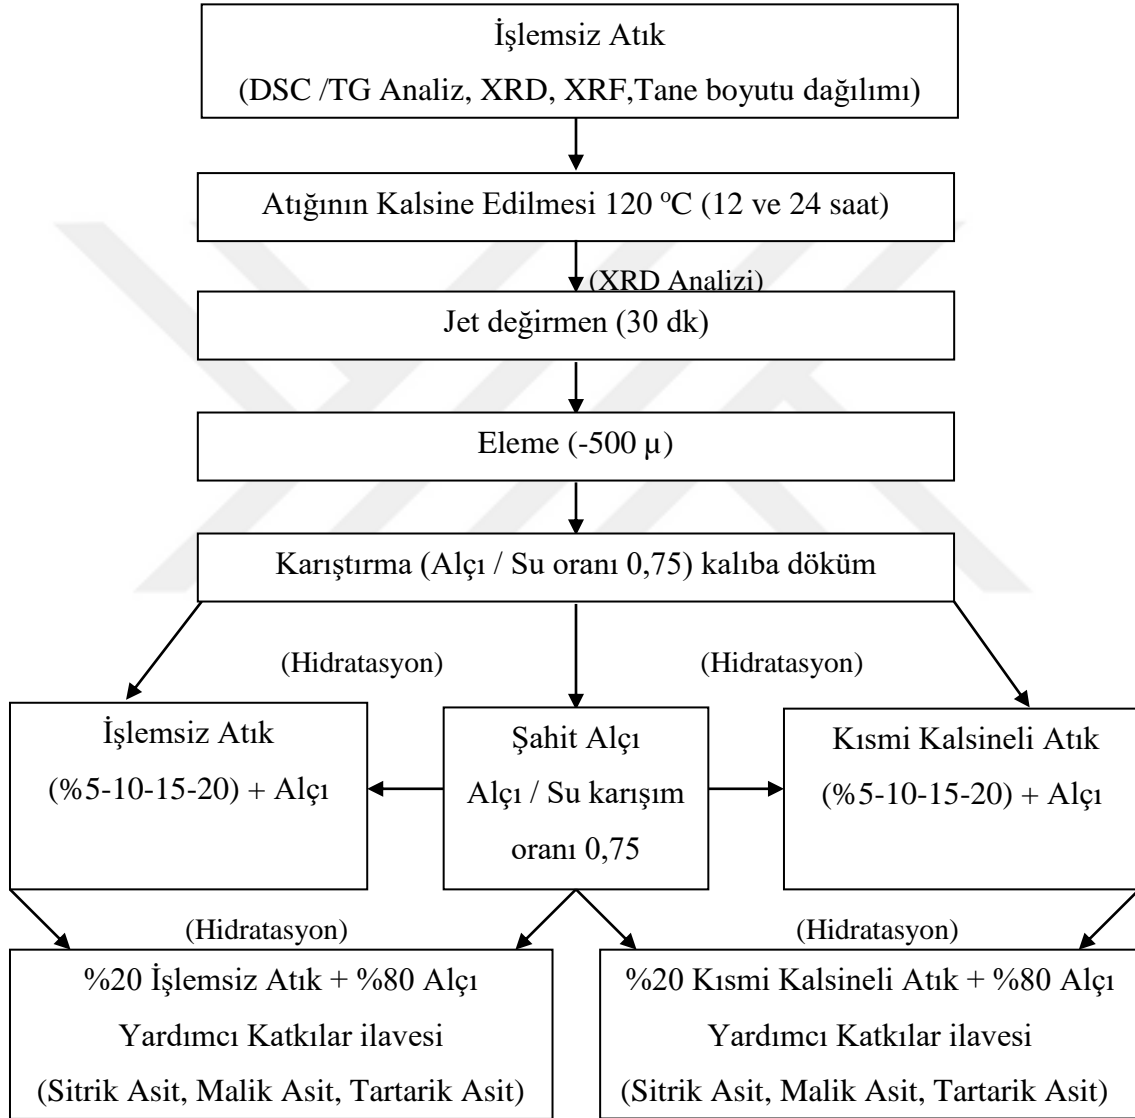 İşlemsiz Atık
(DSC /TG Analiz, XRD, XRF,Tane boyutu dağılımı)
Atığının Kalsine Edilmesi 120 ºC (12 ve 24 saat)
(XRD Analizi)
Jet değirmen (30 dk)
Eleme (-500 µ)
Karıştırma (Alçı / Su oranı 0,75) kalıba döküm
(Hidratasyon)
(Hidratasyon)
İşlemsiz Atık
(%5-10-15-20) + Alçı
Şahit Alçı
Alçı / Su karışım
oranı 0,75
Kısmi Kalsineli Atık
(%5-10-15-20) + Alçı
(Hidratasyon)
(Hidratasyon)
%20 İşlemsiz Atık + %80 Alçı
Yardımcı Katkılar ilavesi
(Sitrik Asit, Malik Asit, Tartarik Asit)
%20 Kısmi Kalsineli Atık + %80 Alçı
Yardımcı Katkılar ilavesi
(Sitrik Asit, Malik Asit, Tartarik Asit)